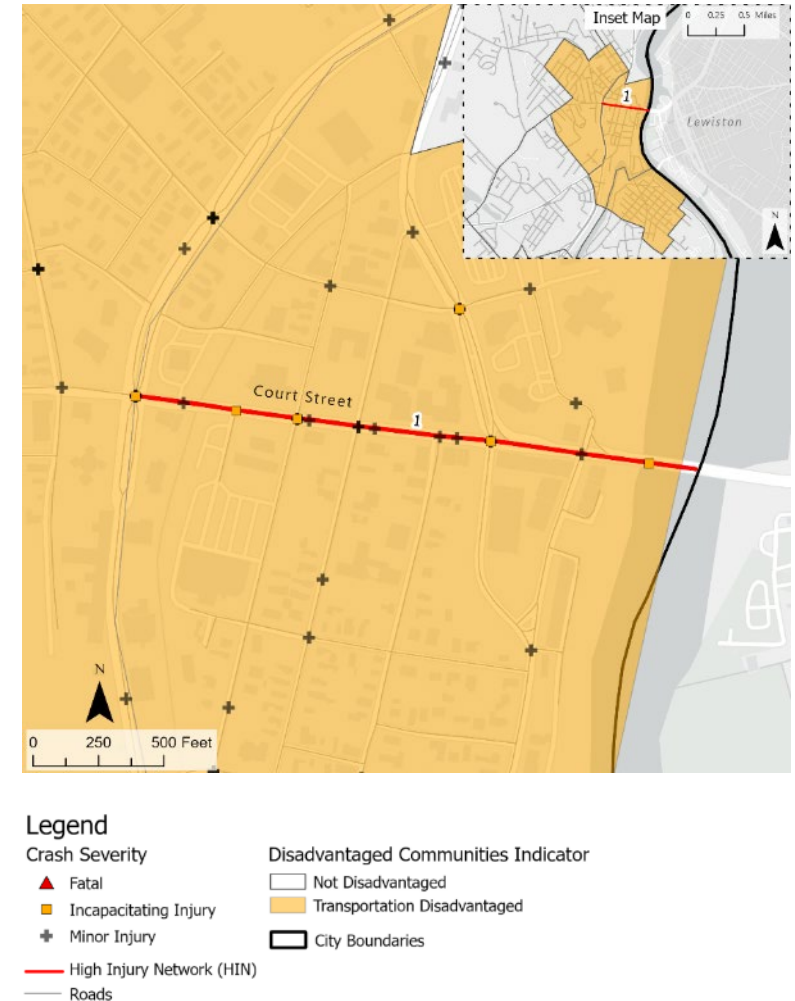 Inset Map
0 0.25 0.5 Miles
1
Lewiston
N
Court Street
1
N
0 250 500 Feet
Legend
Crash Severity
Fatal
Incapacitating Injury
Minor Injury
High Injury Network (HIN)
Roads
Disadvantaged Communities Indicator
Not Disadvantaged
Transportation Disadvantaged
City Boundaries